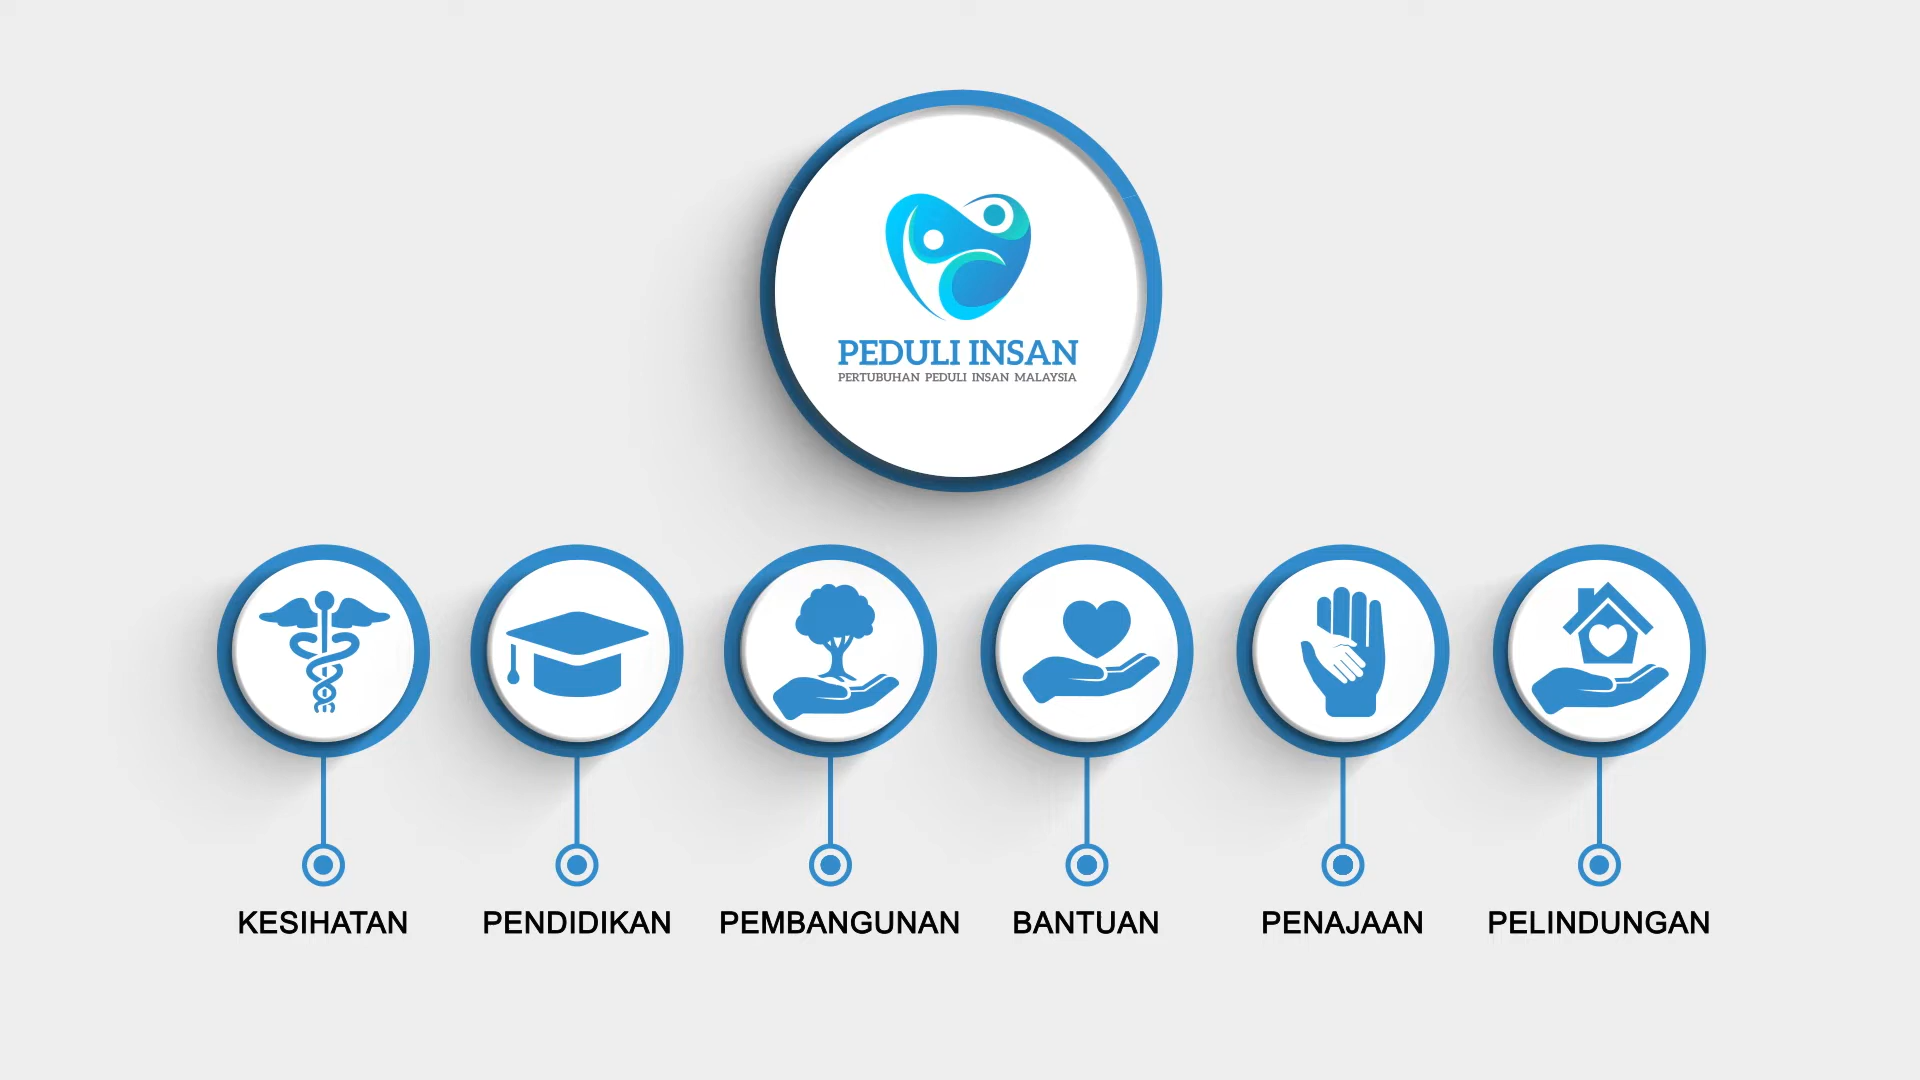 PEDULI INSAN
PERTUBUHAN PEDULI INSAN MALAYSIA
KESIHATAN
PENDIDIKAN
PEMBANGUNAN
BANTUAN
PENAJAAN
PELINDUNGAN